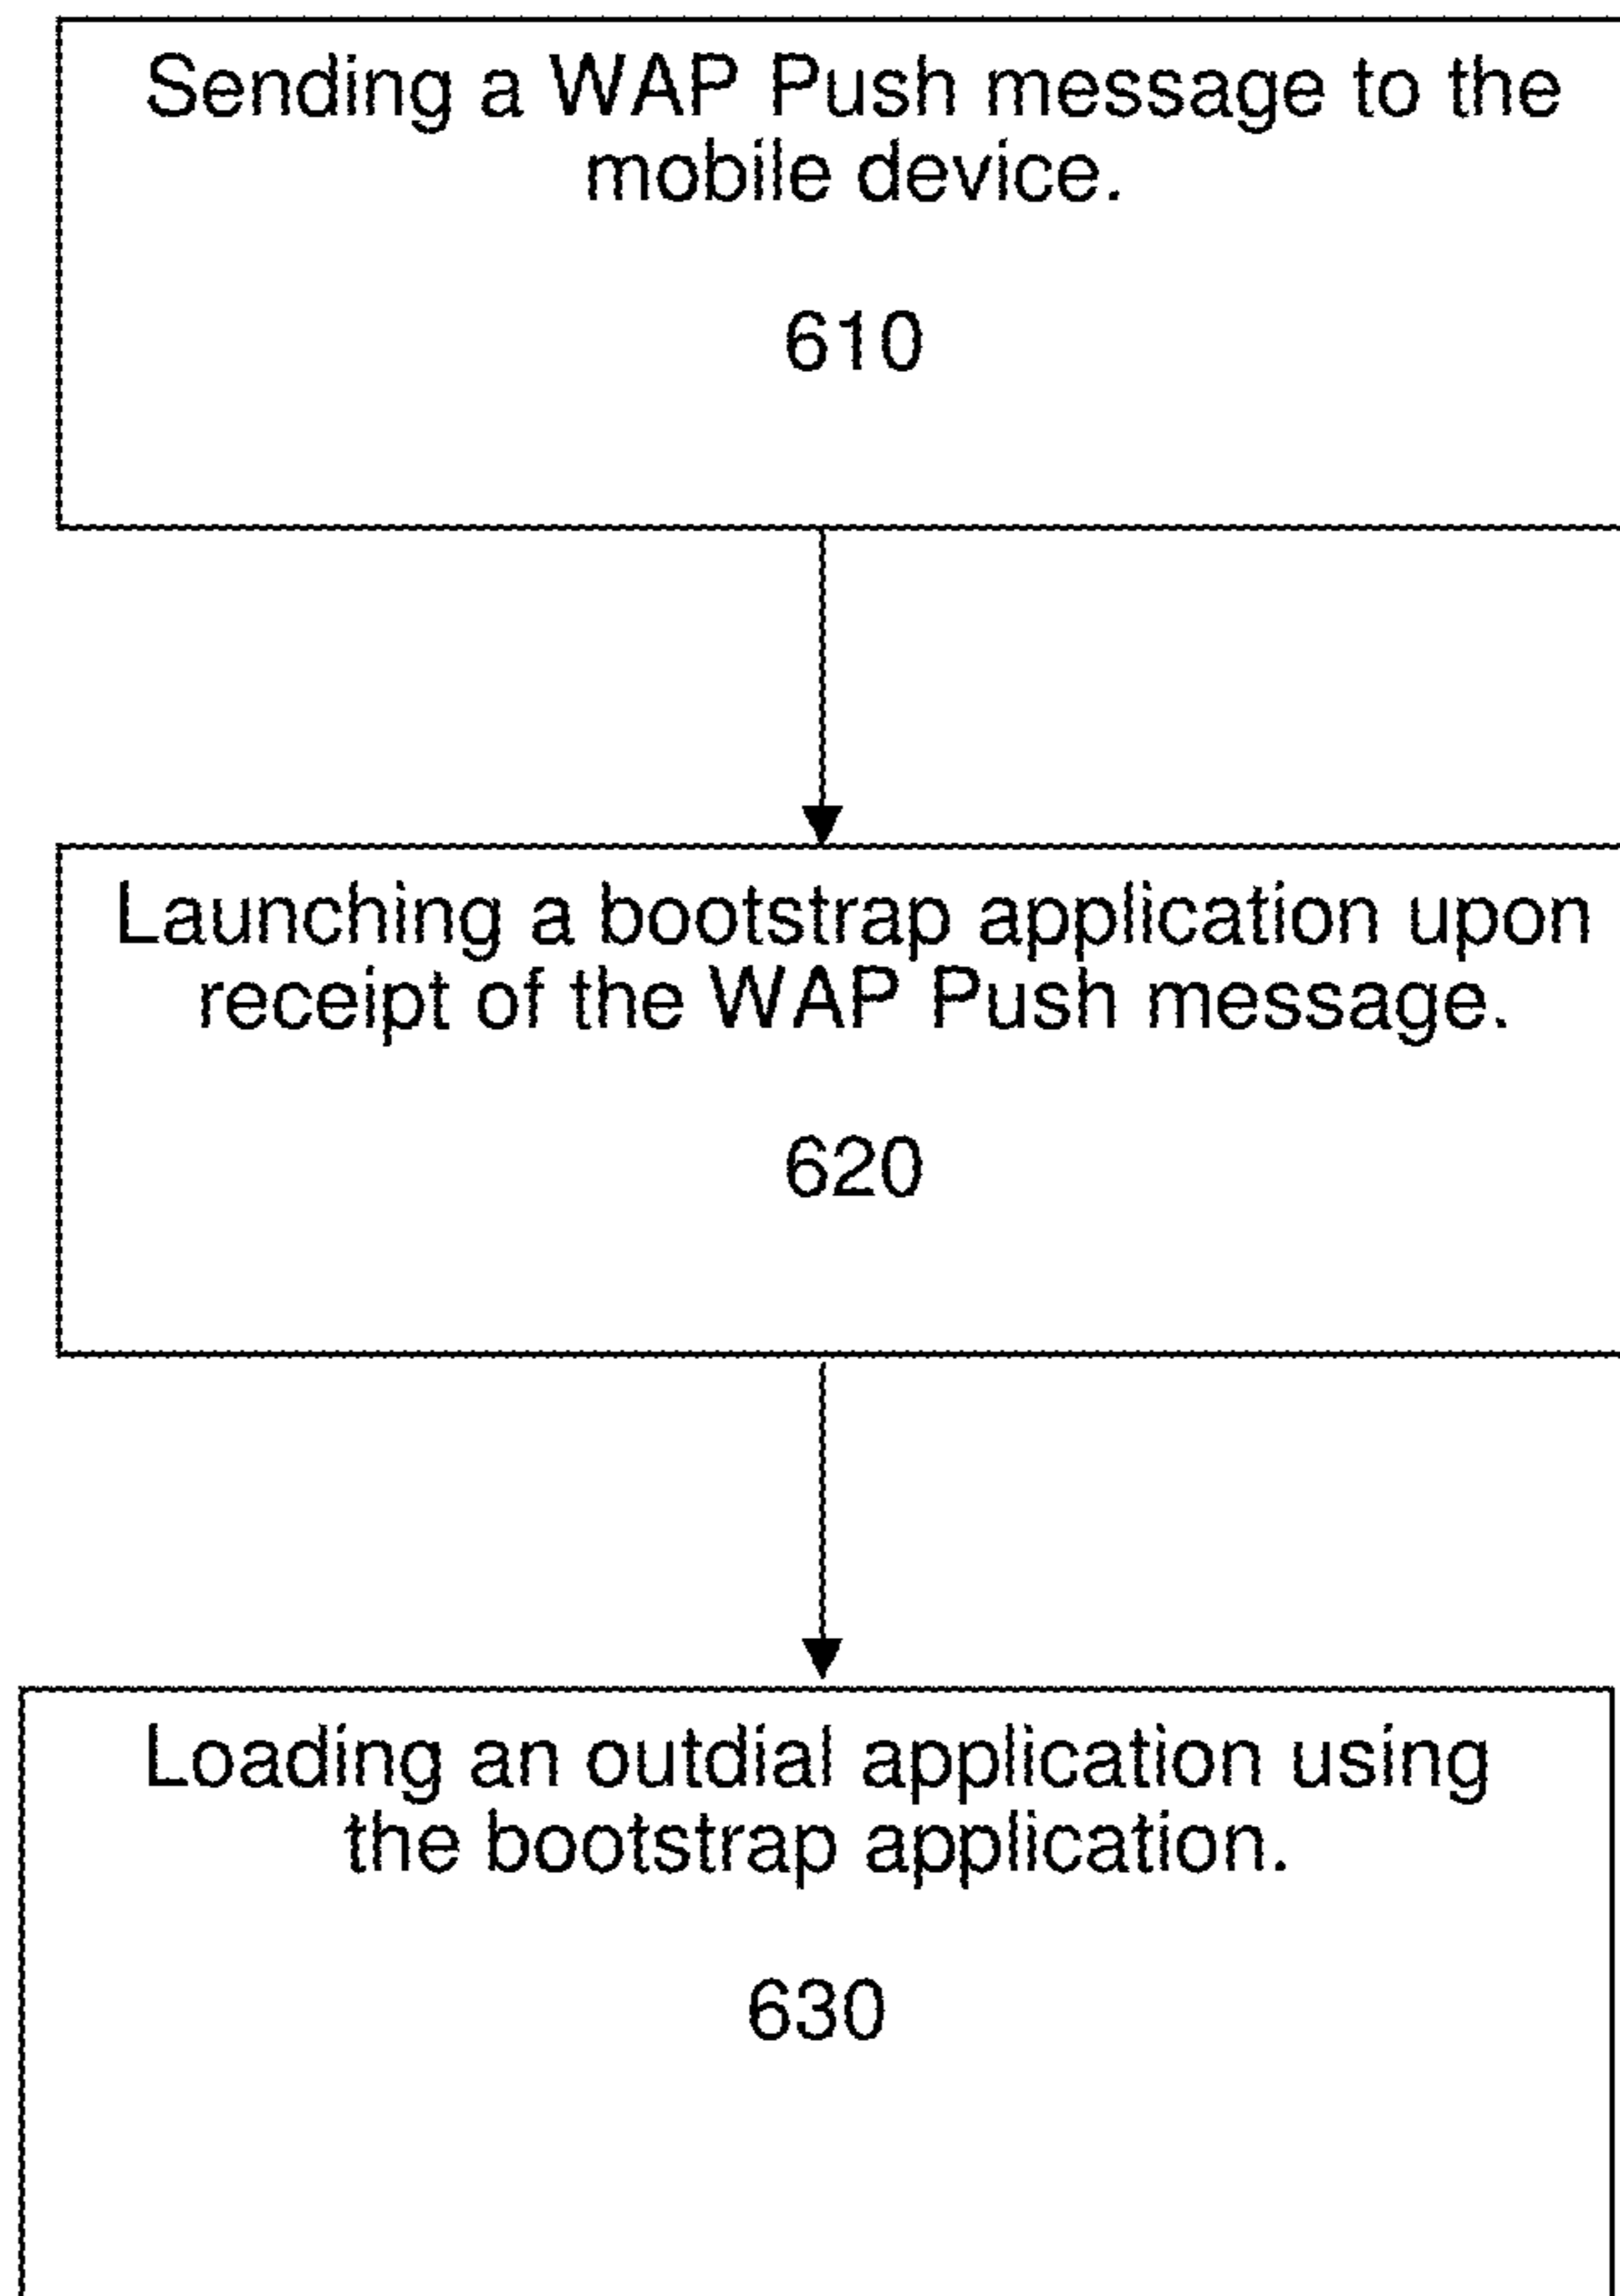 Sending a WAP Push message to the
mobile device.
610
Launching a bootstrap application upon
receipt of the WAP Push message.
620
Loading an outdial application using
the bootstrap application.
630